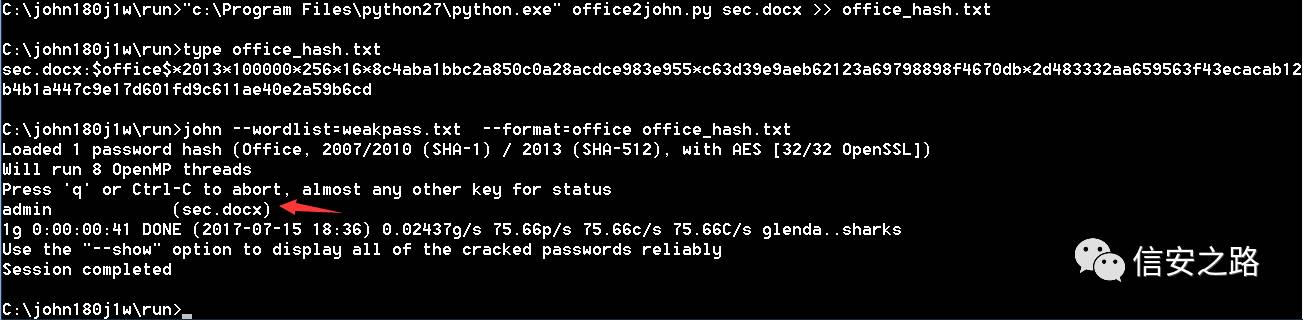 C:\john180j1w\run>"c:\Program Files\python27\python.exe" office2john.py sec.docx >> office_hash.txt
C:\john180j1w\run>type office_hash.txt
sec.docx:$office$*2013*100000*256*16*8c4aba1bbc2a850c0a28acdce983e955*c63d39e9aeb62123a69798898f4670db*2d483332aa659563f43ecacab12
b4b1a447c9e17d601fd9c611ae40e2a59b6cd
C:\john180j1w\run>john --wordlist=weakpass.txt  --format=office office_hash.txt
Loaded 1 password hash (Office, 2007/2010 (SHA-1) / 2013 (SHA-512), with AES [32/32 OpenSSL])
Will run 8 OpenMP threads
Press 'q' or Ctrl-C to abort, almost any other key for status
admin            (sec.docx)
1g 0:00:00:41 DONE (2017-07-15 18:36) 0.02437g/s 75.66p/s 75.66c/s 75.66C/s glenda..sharks
Use the "--show" option to display all of the cracked passwords reliably
Session completed
信安之路
C:\john180j1w\run>_